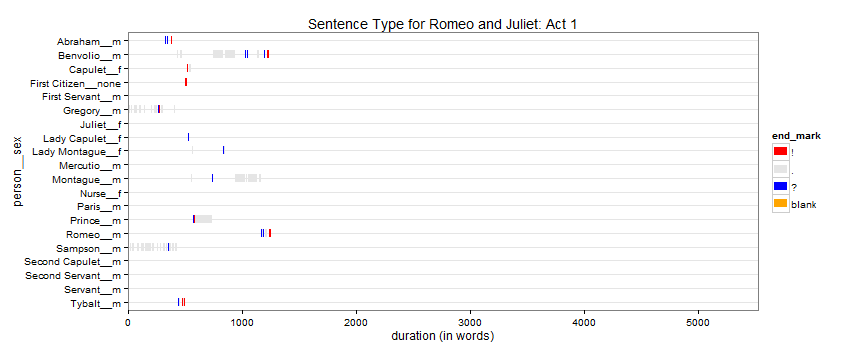 Sentence Type for Romeo and Juliet: Act 1
person__sex
Abraham__m
Benvolio__m
Capulet__f
First Citizen__none
First Servant__m
Gregory__m
Juliet__f
Lady Capulet__f
Lady Montague__f
Mercutio__m
Montague__m
Nurse__f
Paris__m
Prince__m
Romeo__m
Sampson__m
Second Capulet__m
Second Servant__m
Servant__m
Tybalt__m
0 1000 2000 3000 4000 5000
duration (in words)
end_mark
!
.
?
blank